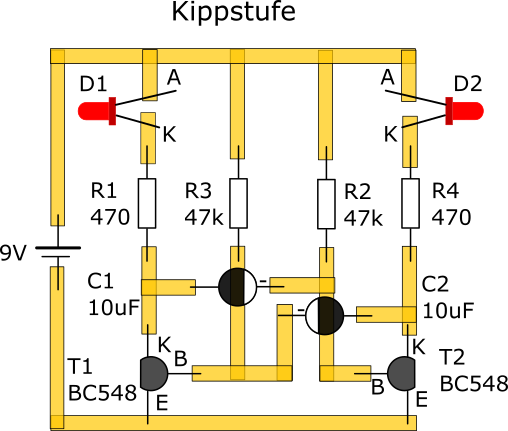 Kippstufe
D1
A
K
A
K
D2
R1
470
R3
47k
R2
47k
R4
470
9V
C1
10uF
-
-
C2
10uF
T1
BC548
K
B
E
K
B
E
T2
BC548